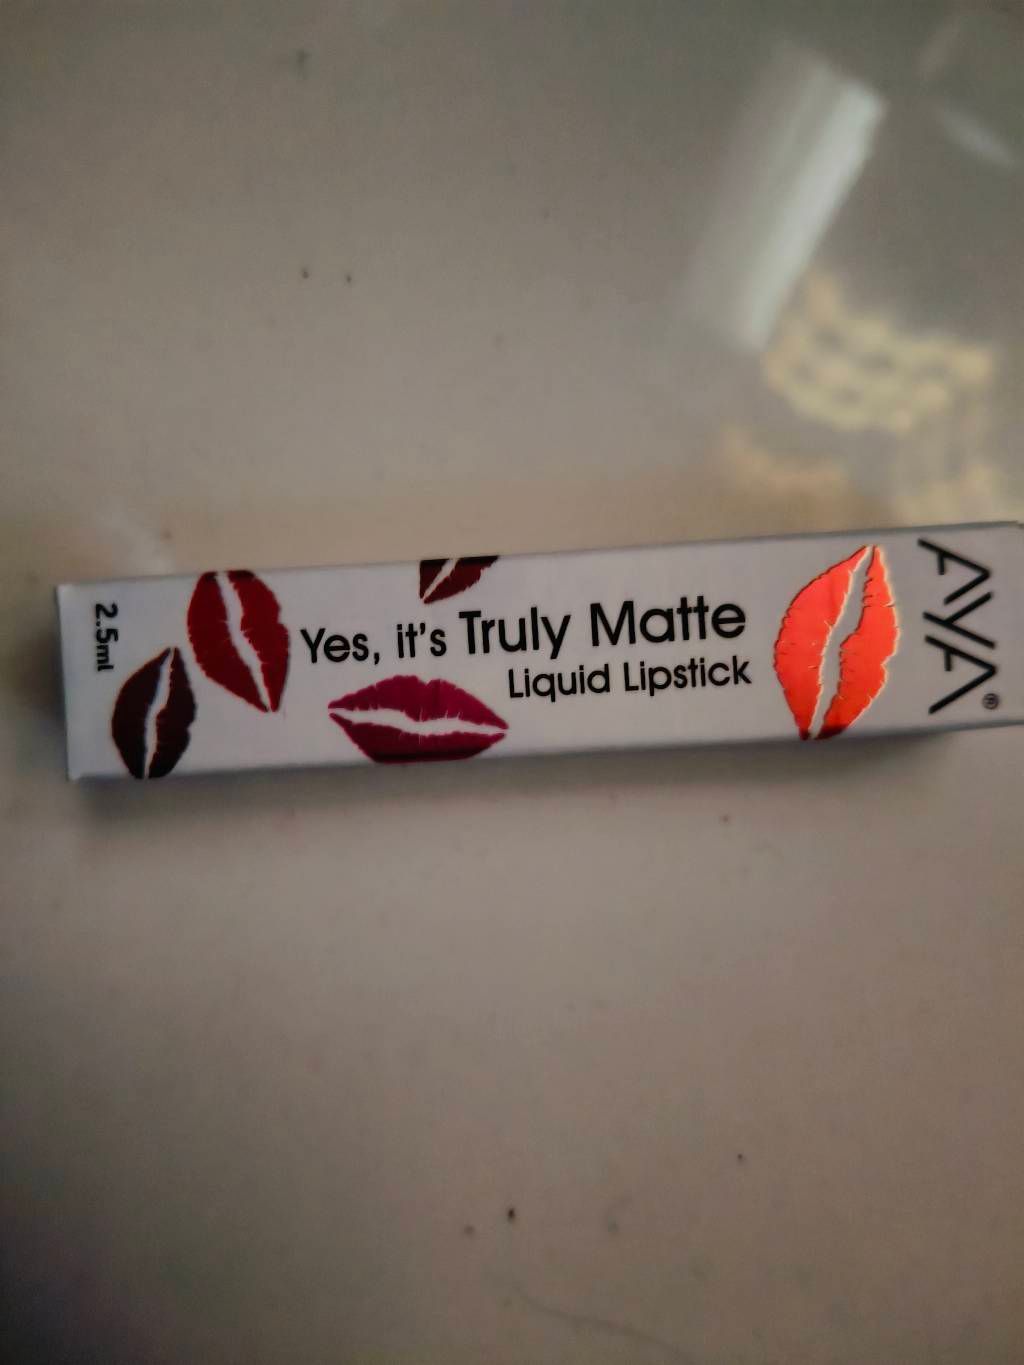 2.5ml
Yes, it's Truly Matte
Liquid Lipstick
AYA®